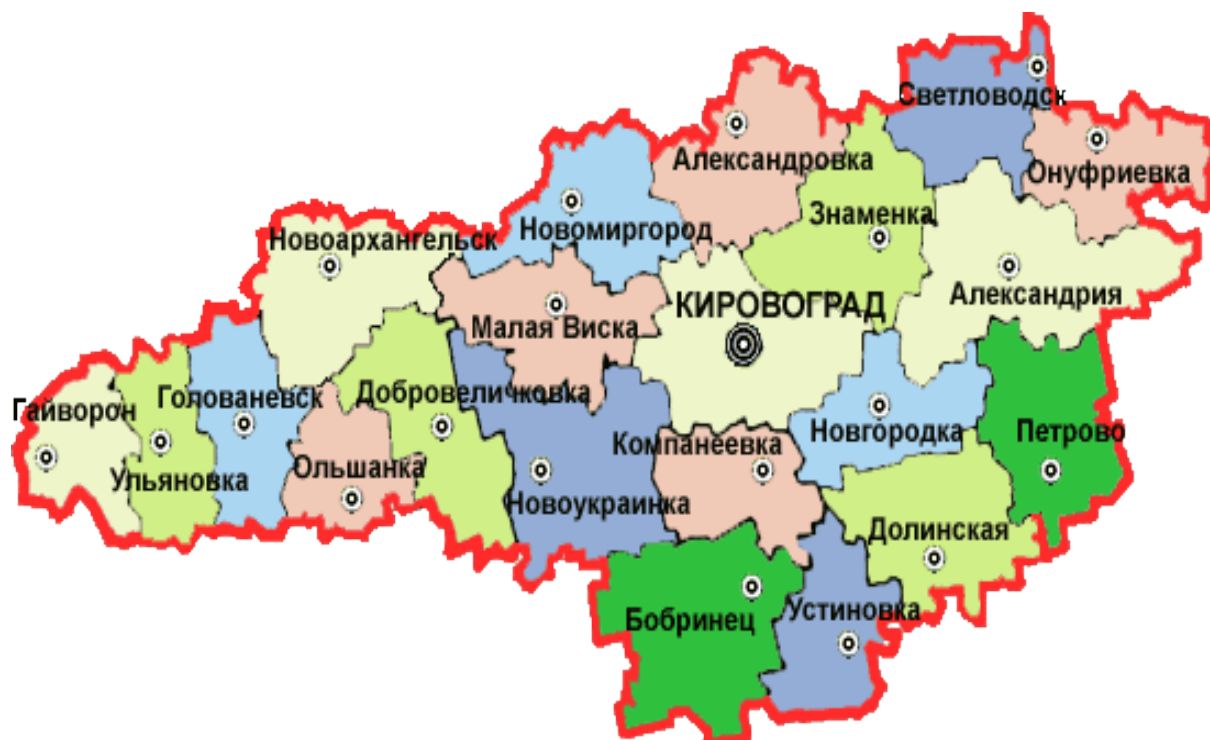 Светловодск
Александровка
Онуфриевка
Знаменка
Новомиргород
Новоархангельск
Александрия
КИРОВОГРАД
Малая Виска
Добровеличковка
Голованевск
Гайворон
Новгородка
Петрово
Компанеевка
Ольшанка
Ульяновка
Новоукраинка
Долинская
Устиновка
Бобринец